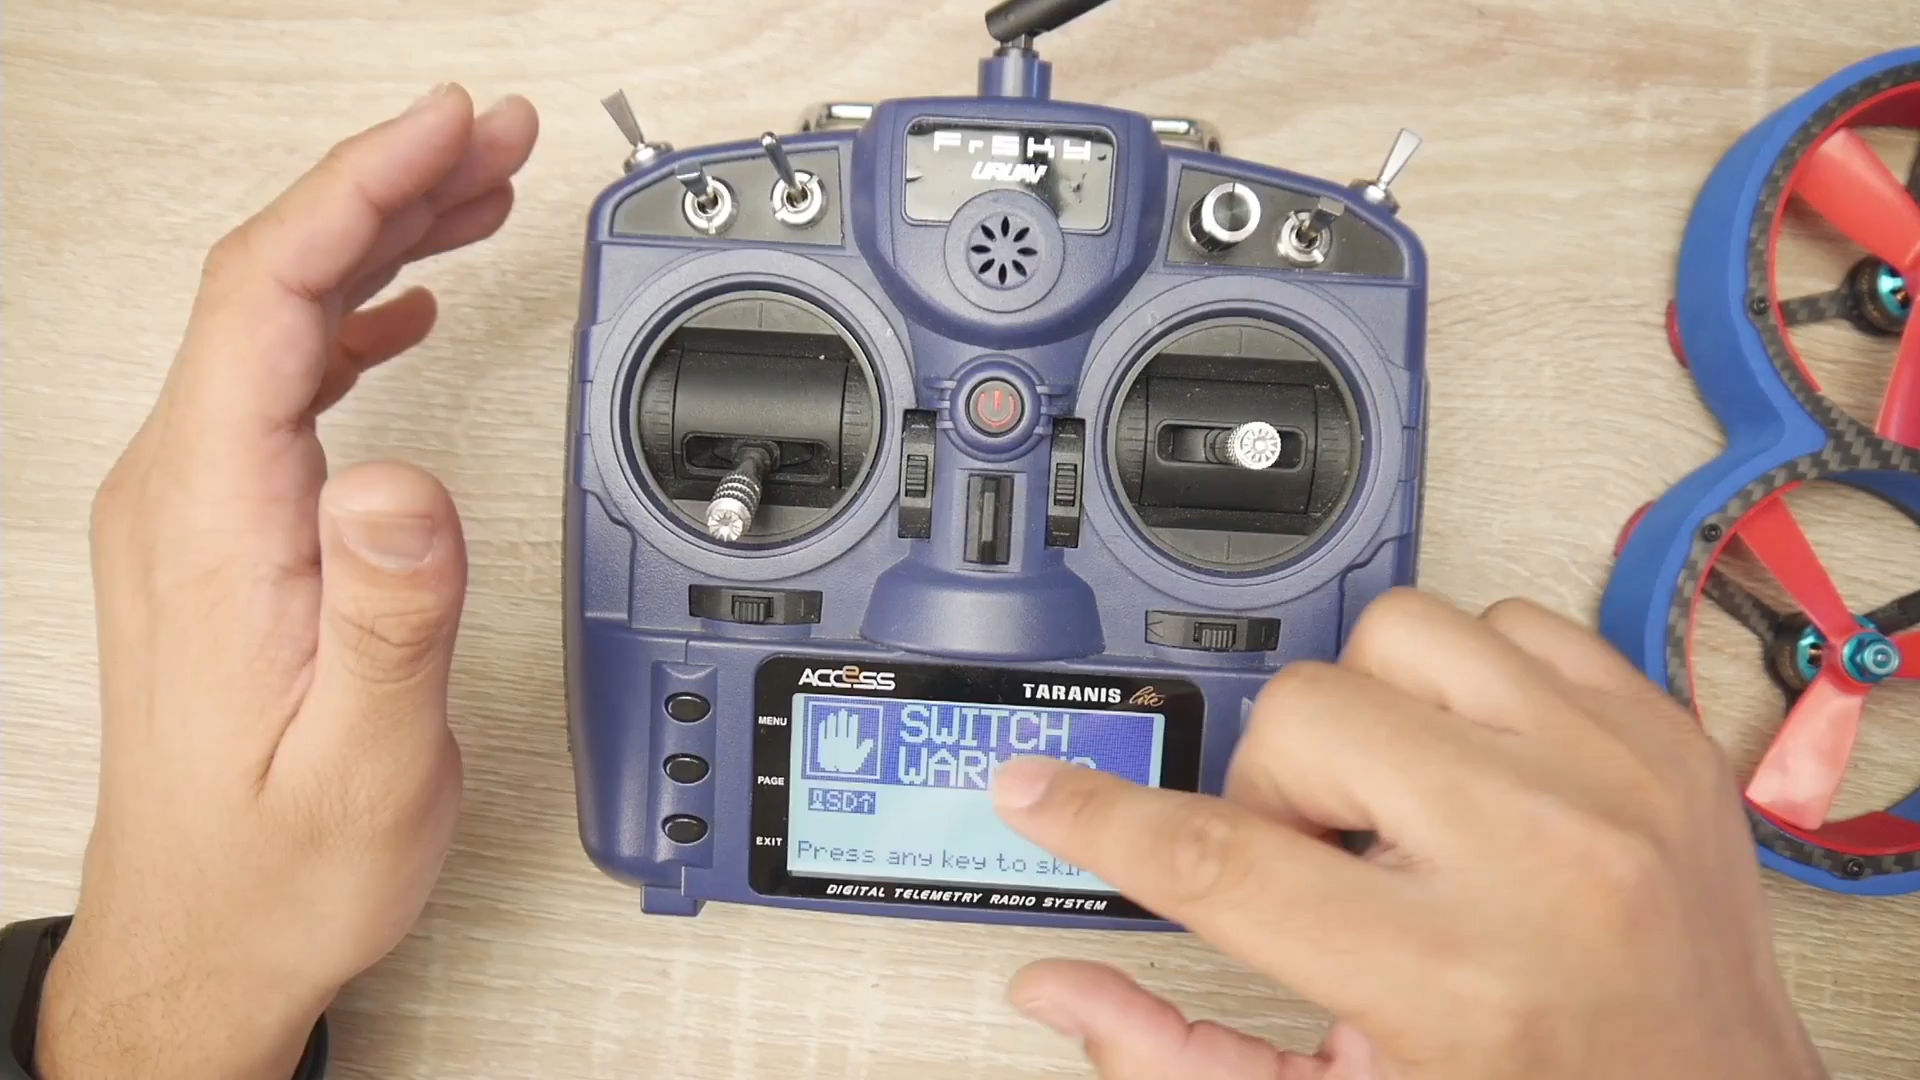 FrSky
URUAV
ACCESS
TARANIS lite
MENU
PAGE
EXIT
SWITCH
SD↑
Press any key to
DIGITAL TELEMETRY RADIO SYSTEM